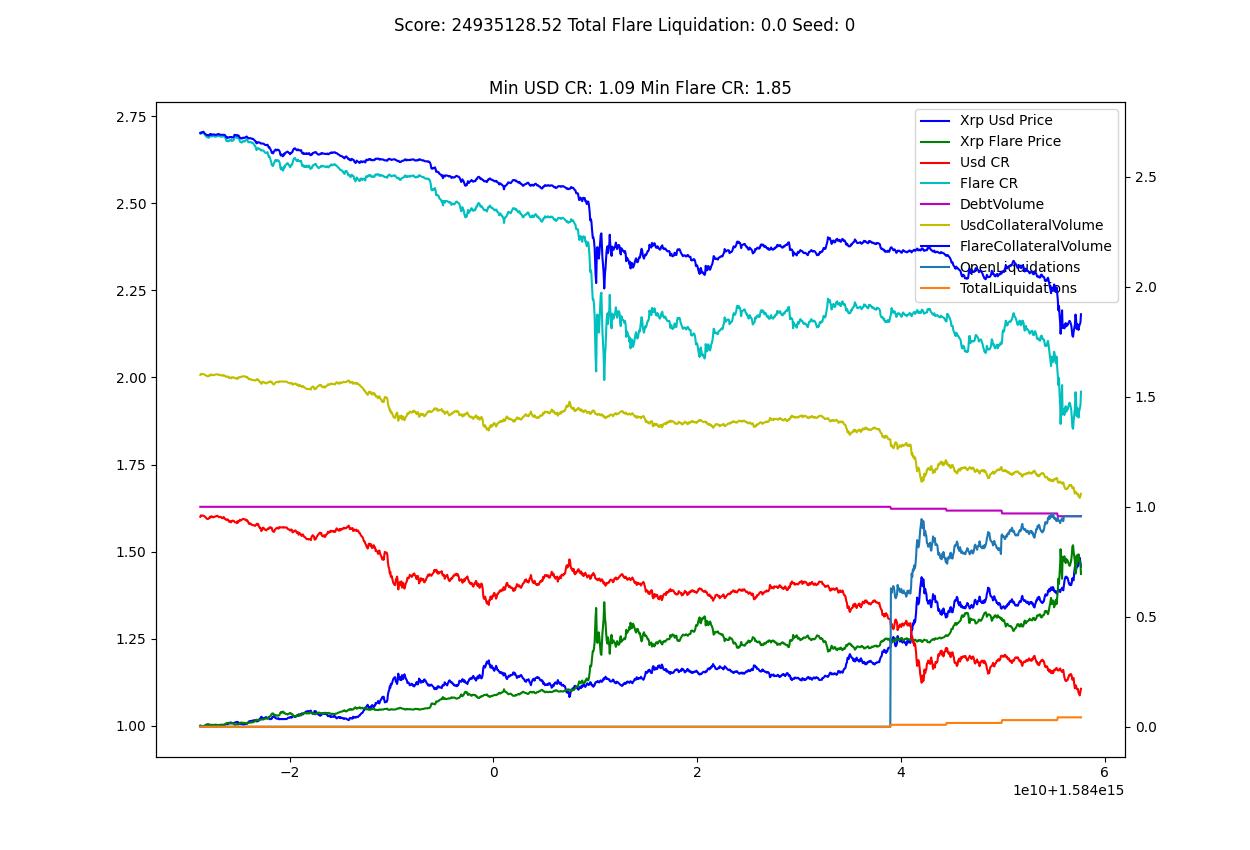 Score: 24935128.52 Total Flare Liquidation: 0.0 Seed: 0
Min USD CR: 1.09 Min Flare CR: 1.85
2.75
2.50
2.25
2.00
1.75
1.50
1.25
1.00
Xrp Usd Price
Xrp Flare Price
Usd CR
Flare CR
DebtVolume
UsdCollateralVolume
FlareCollateralVolume
OpenLiquidations
TotalLiquidations
2.5
2.0
1.5
1.0
0.5
0.0
−2
0
2
4
6
1e10+1.584e15